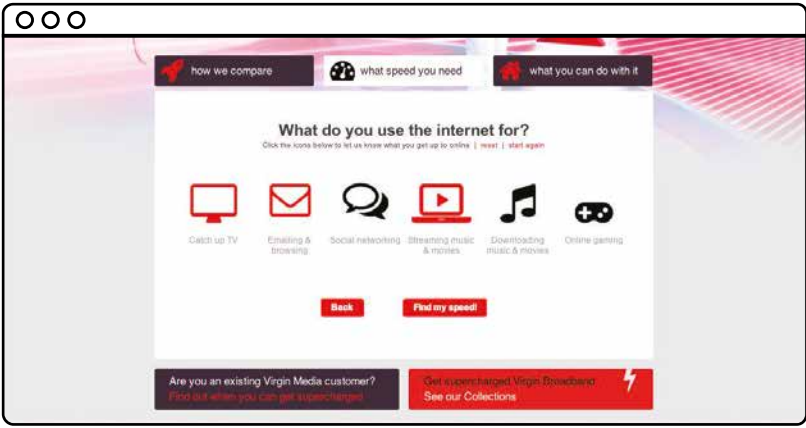 how we compare
what speed you need
what you can do with it
What do you use the internet for?
Click the icons below to let us know what you get up to online | reset | start again
Catch up TV
Emailing &
browsing
Social networking
Streaming music
& movies
Downloading
music & movies
Online gaming
Back
Find my speed!
Are you an existing Virgin Media customer?
Find out when you can get supercharged
Get supercharged Virgin Broadband
See our Collections